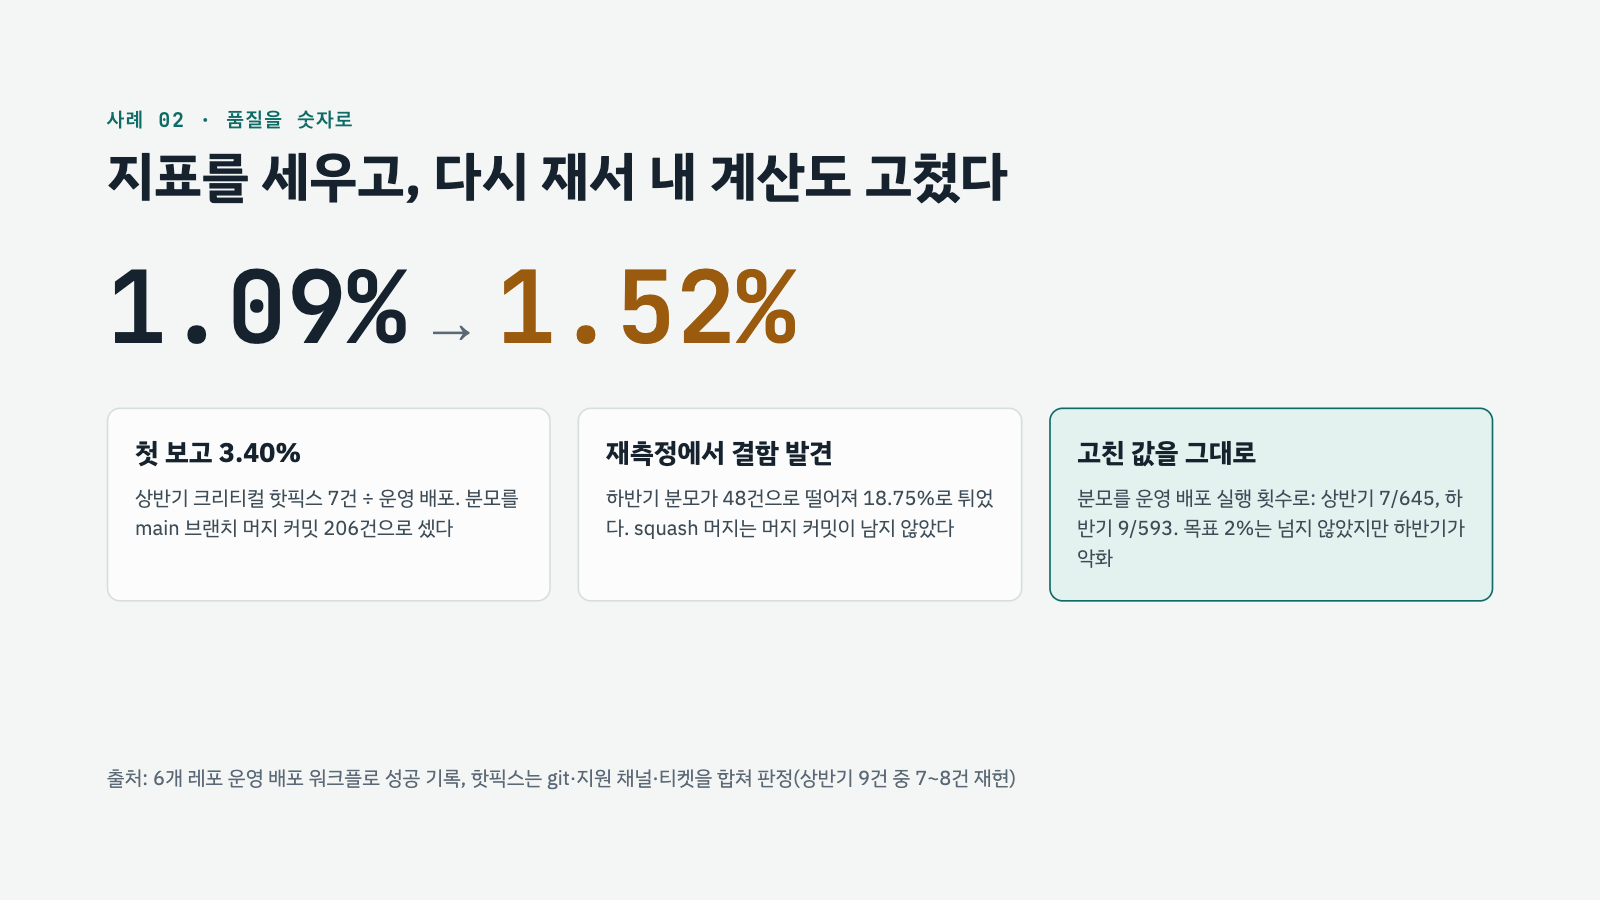 사례 02 · 품질을 숫자로
지표를 세우고, 다시 재서 내 계산도 고쳤다
1.09% → 1.52%
첫 보고 3.40%
상반기 크리티컬 핫픽스 7건 ÷ 운영 배포. 분모를
main 브랜치 머지 커밋 206건으로 셌다
재측정에서 결함 발견
하반기 분모가 48건으로 떨어져 18.75%로 튀었
다. squash 머지는 머지 커밋이 남지 않았다
고친 값을 그대로
분모를 운영 배포 실행 횟수로: 상반기 7/645, 하
반기 9/593. 목표 2%는 넘지 않았지만 하반기가
악화
출처: 6개 레포 운영 배포 워크플로 성공 기록, 핫픽스는 git·지원 채널·티켓을 합쳐 판정(상반기 9건 중 7~8건 재현)